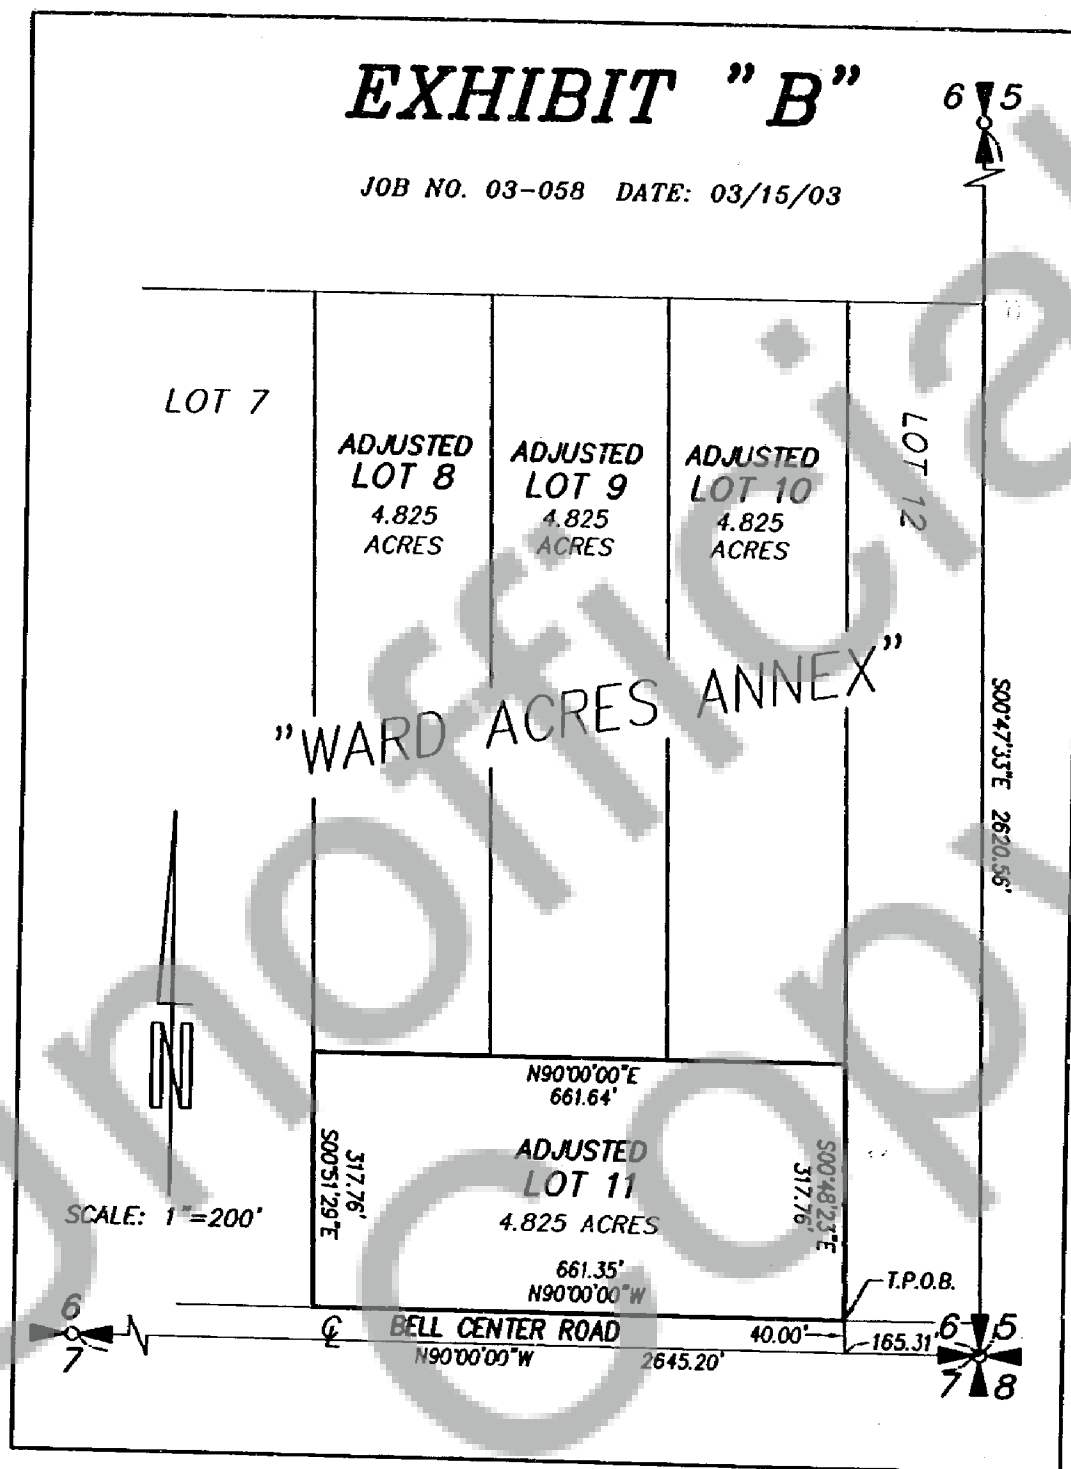 EXHIBIT "B"
JOB NO. 03-058 DATE: 03/15/03
6 5
LOT 7
ADJUSTED
LOT 8
4.825
ACRES
ADJUSTED
LOT 9
4.825
ACRES
ADJUSTED
LOT 10
4.825
ACRES
LOT 12
"WARD ACRES ANNEX"
S00°47'33"E 2620.56'
N
SCALE: 1"=200'
N90°00'00"E
661.64'
317.76'
S00°51'29"E
ADJUSTED
LOT 11
4.825 ACRES
S00°48'23"E
317.76'
661.35'
N90°00'00"W
T.P.O.B.
6
7
CL BELL CENTER ROAD
40.00'
165.31'
N90°00'00"W 2645.20'
6 5
7 8
Unofficial
Copy